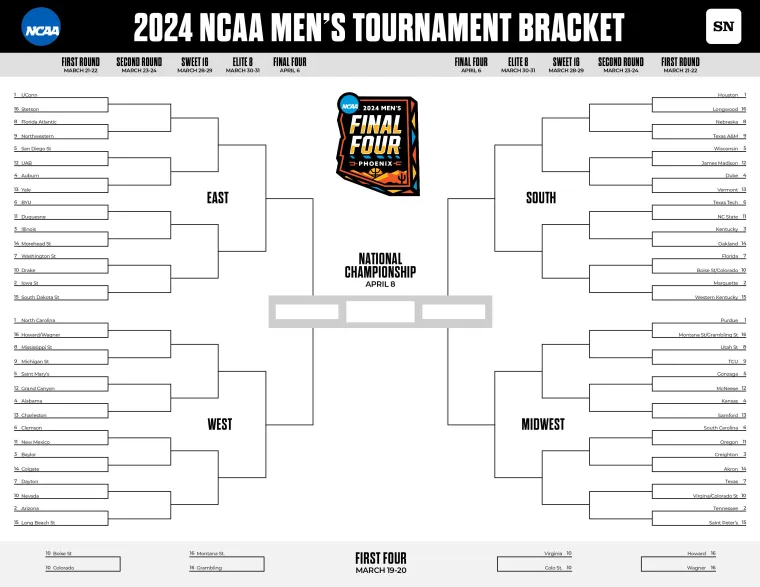 NCAA
2024 NCAA MEN'S TOURNAMENT BRACKET
SN
FIRST ROUND
MARCH 21-22
SECOND ROUND
MARCH 23-24
SWEET 16
MARCH 28-29
ELITE 8
MARCH 30-31
FINAL FOUR
APRIL 6
FINAL FOUR
APRIL 6
ELITE 8
MARCH 30-31
SWEET 16
MARCH 28-29
SECOND ROUND
MARCH 23-24
FIRST ROUND
MARCH 21-22
1 UConn
16 Stetson
8 Florida Atlantic
9 Northwestern
5 San Diego St
12 UAB
4 Auburn
13 Yale
6 BYU
11 Duquesne
3 Illinois
14 Morehead St
7 Washington St
10 Drake
2 Iowa St
15 South Dakota St
EAST
1 North Carolina
16 Howard/Wagner
8 Mississippi St
9 Michigan St
5 Saint Mary's
12 Grand Canyon
4 Alabama
13 Charleston
6 Clemson
11 New Mexico
3 Baylor
14 Colgate
7 Dayton
10 Nevada
2 Arizona
15 Long Beach St
WEST
NCAA
2024 MEN'S
FINAL
FOUR
PHOENIX
NATIONAL
CHAMPIONSHIP
APRIL 8
Houston 1
Longwood 16
Nebraska 8
Texas A&M 9
Wisconsin 5
James Madison 12
Duke 4
Vermont 13
Texas Tech 6
NC State 11
Kentucky 3
Oakland 14
Florida 7
Boise St/Colorado 10
Marquette 2
Western Kentucky 15
SOUTH
Purdue 1
Montana St/Grambling St 16
Utah St 8
TCU 9
Gonzaga 5
McNeese 12
Kansas 4
Samford 13
South Carolina 6
Oregon 11
Creighton 3
Akron 14
Texas 7
Virgina/Colorado St 10
Tennessee 2
Saint Peter's 15
MIDWEST
10 Boise St
10 Colorado
16 Montana St.
16 Grambling
FIRST FOUR
MARCH 19-20
Virginia 10
Colo St. 10
Howard 16
Wagner 16